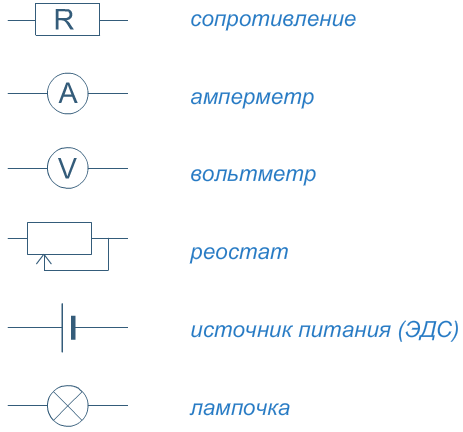 R сопротивление
A амперметр
V вольтметр
реостат
источник питания (ЭДС)
лампочка